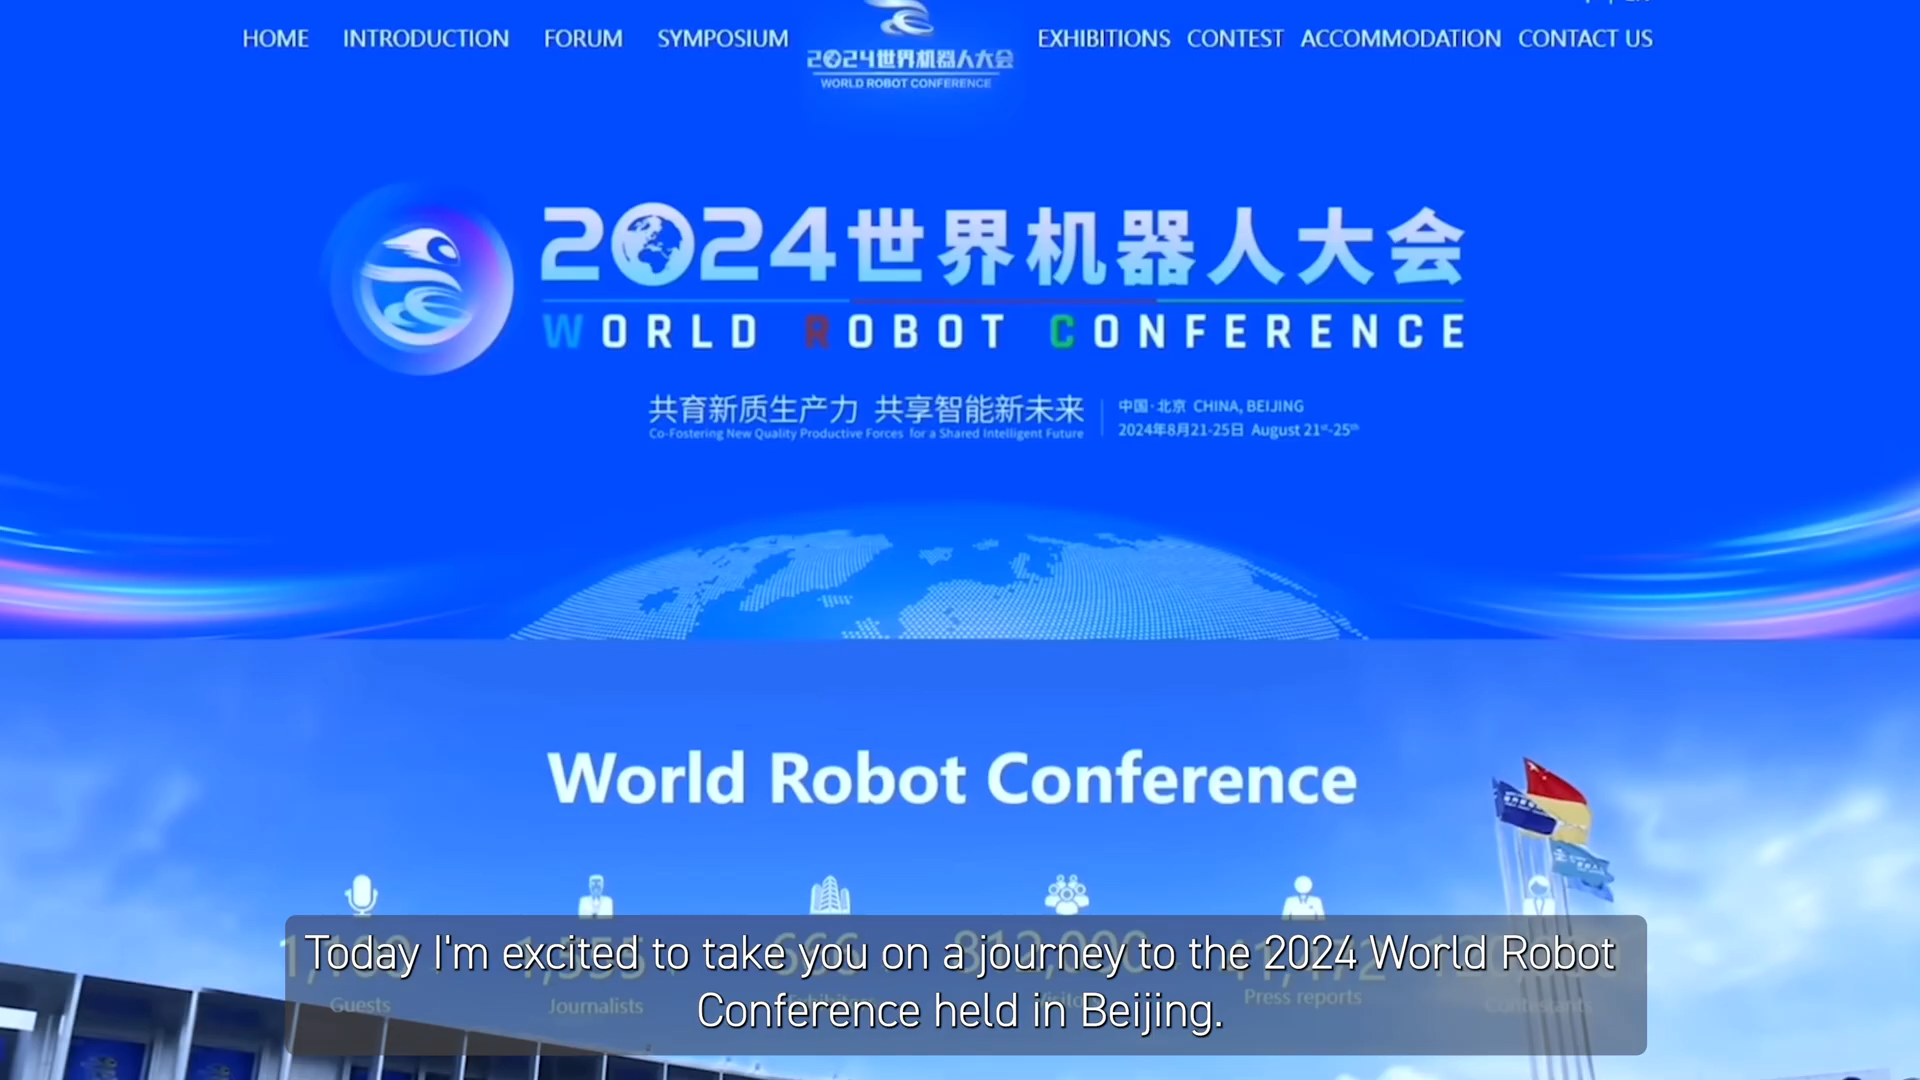 HOME INTRODUCTION FORUM SYMPOSIUM EXHIBITIONS CONTEST ACCOMMODATION CONTACT US
2024世界机器人大会
WORLD ROBOT CONFERENCE
2024世界机器人大会
WORLD ROBOT CONFERENCE
共育新质生产力 共享智能新未来
Co-Fostering New Quality Productive Forces for a Shared Intelligent Future
中国·北京 CHINA, BEIJING
2024年8月21-25日 August 21st-25th
World Robot Conference
Guests Journalists Press reports Contestants
Today I'm excited to take you on a journey to the 2024 World Robot
Conference held in Beijing.